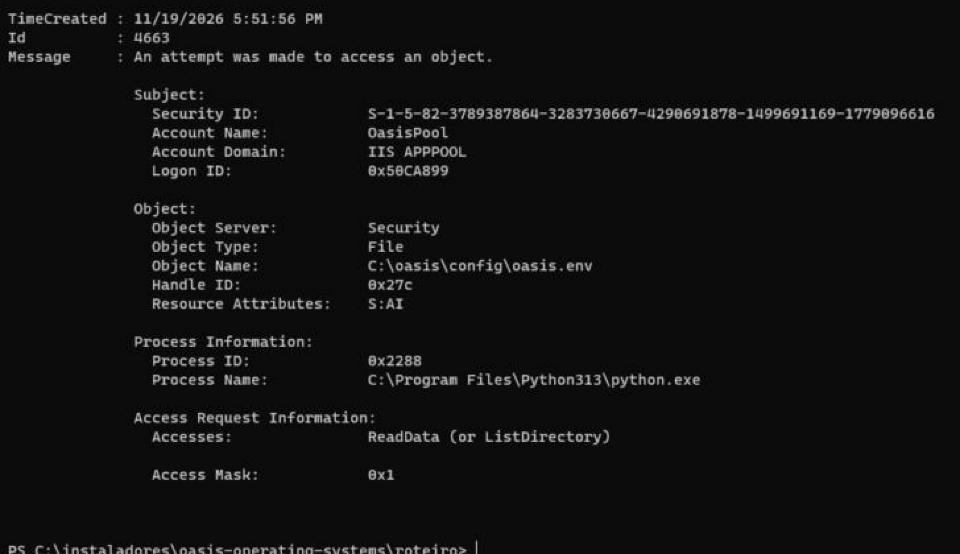 TimeCreated : 11/19/2026 5:51:56 PM
Id          : 4663
Message     : An attempt was made to access an object.
Subject:
Security ID: S-1-5-82-3789387864-3283730667-4290691878-1499691169-1779096616
Account Name: OasisPool
Account Domain: IIS APPPOOL
Logon ID: 0x50CA899
Object:
Object Server: Security
Object Type: File
Object Name: C:\oasis\config\oasis.env
Handle ID: 0x27c
Resource Attributes: S:AI
Process Information:
Process ID: 0x2288
Process Name: C:\Program Files\Python313\python.exe
Access Request Information:
Accesses: ReadData (or ListDirectory)
Access Mask: 0x1
PS C:\instaladores\oasis-operating-systems\roteiro>